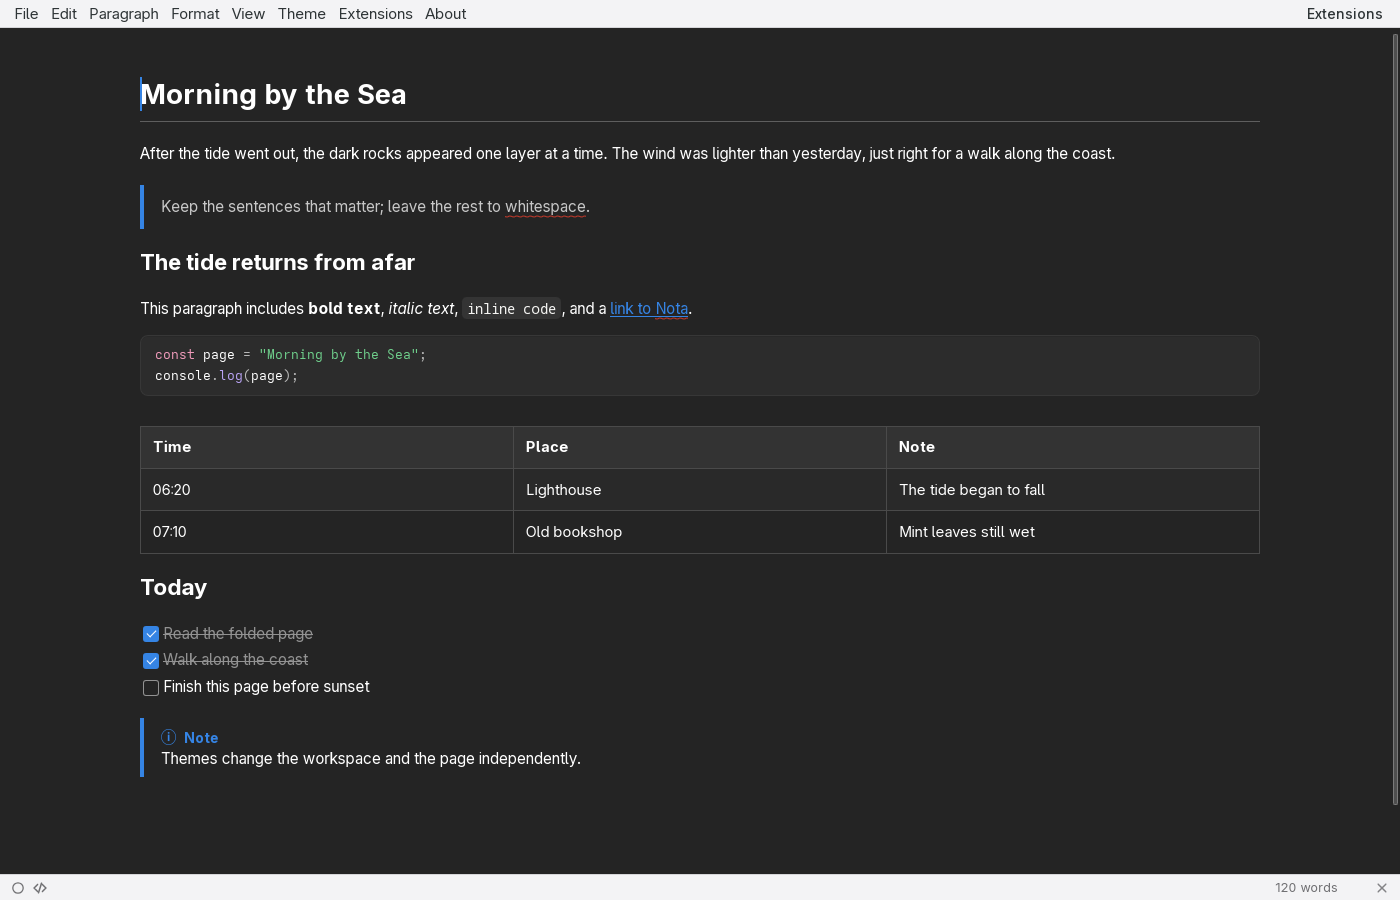 File Edit Paragraph Format View Theme Extensions About Extensions
Morning by the Sea
After the tide went out, the dark rocks appeared one layer at a time. The wind was lighter than yesterday, just right for a walk along the coast.
Keep the sentences that matter; leave the rest to whitespace.
The tide returns from afar
This paragraph includes bold text, italic text, inline code, and a link to Nota.
const page = "Morning by the Sea";
console.log(page);
Time Place Note
06:20 Lighthouse The tide began to fall
07:10 Old bookshop Mint leaves still wet
Today
Read the folded page
Walk along the coast
Finish this page before sunset
Note
Themes change the workspace and the page independently.
120 words